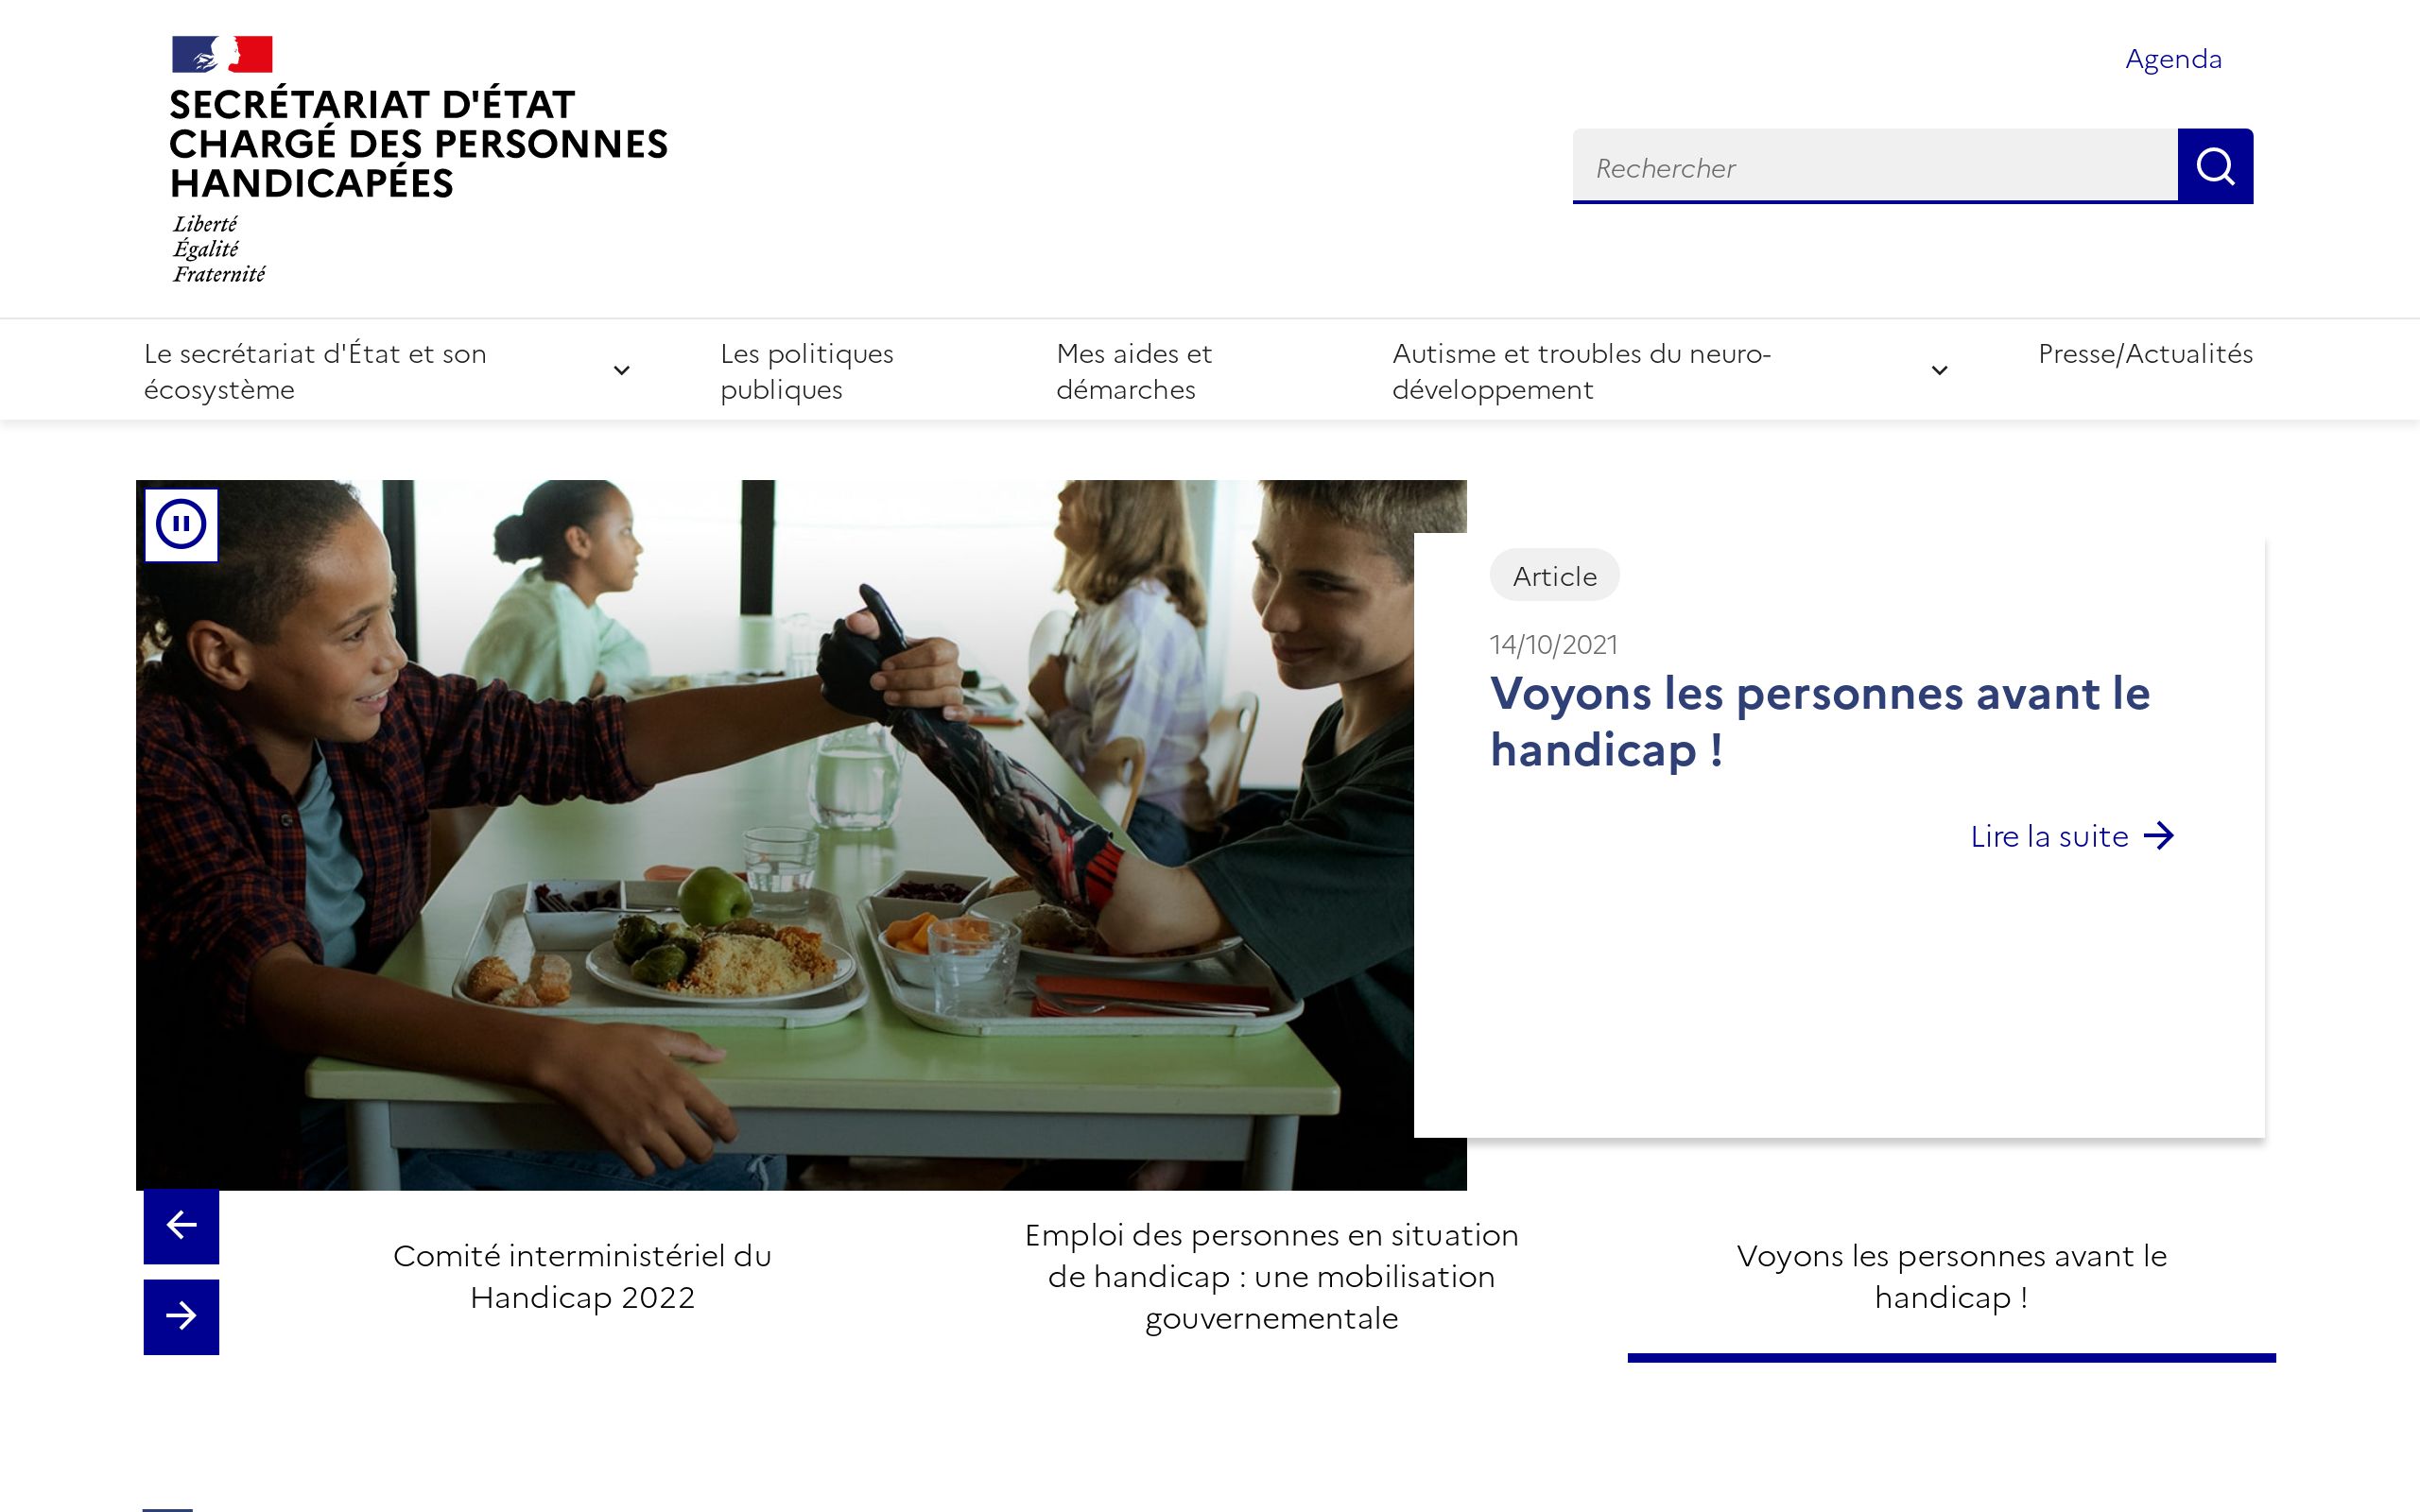 SECRÉTARIAT D'ÉTAT
CHARGÉ DES PERSONNES
HANDICAPÉES
Liberté
Égalité
Fraternité
Agenda
Rechercher
Le secrétariat d'État et son
écosystème
Les politiques
publiques
Mes aides et
démarches
Autisme et troubles du neuro-
développement
Presse/Actualités
Article
14/10/2021
Voyons les personnes avant le
handicap !
Lire la suite
Comité interministériel du
Handicap 2022
Emploi des personnes en situation
de handicap : une mobilisation
gouvernementale
Voyons les personnes avant le
handicap !